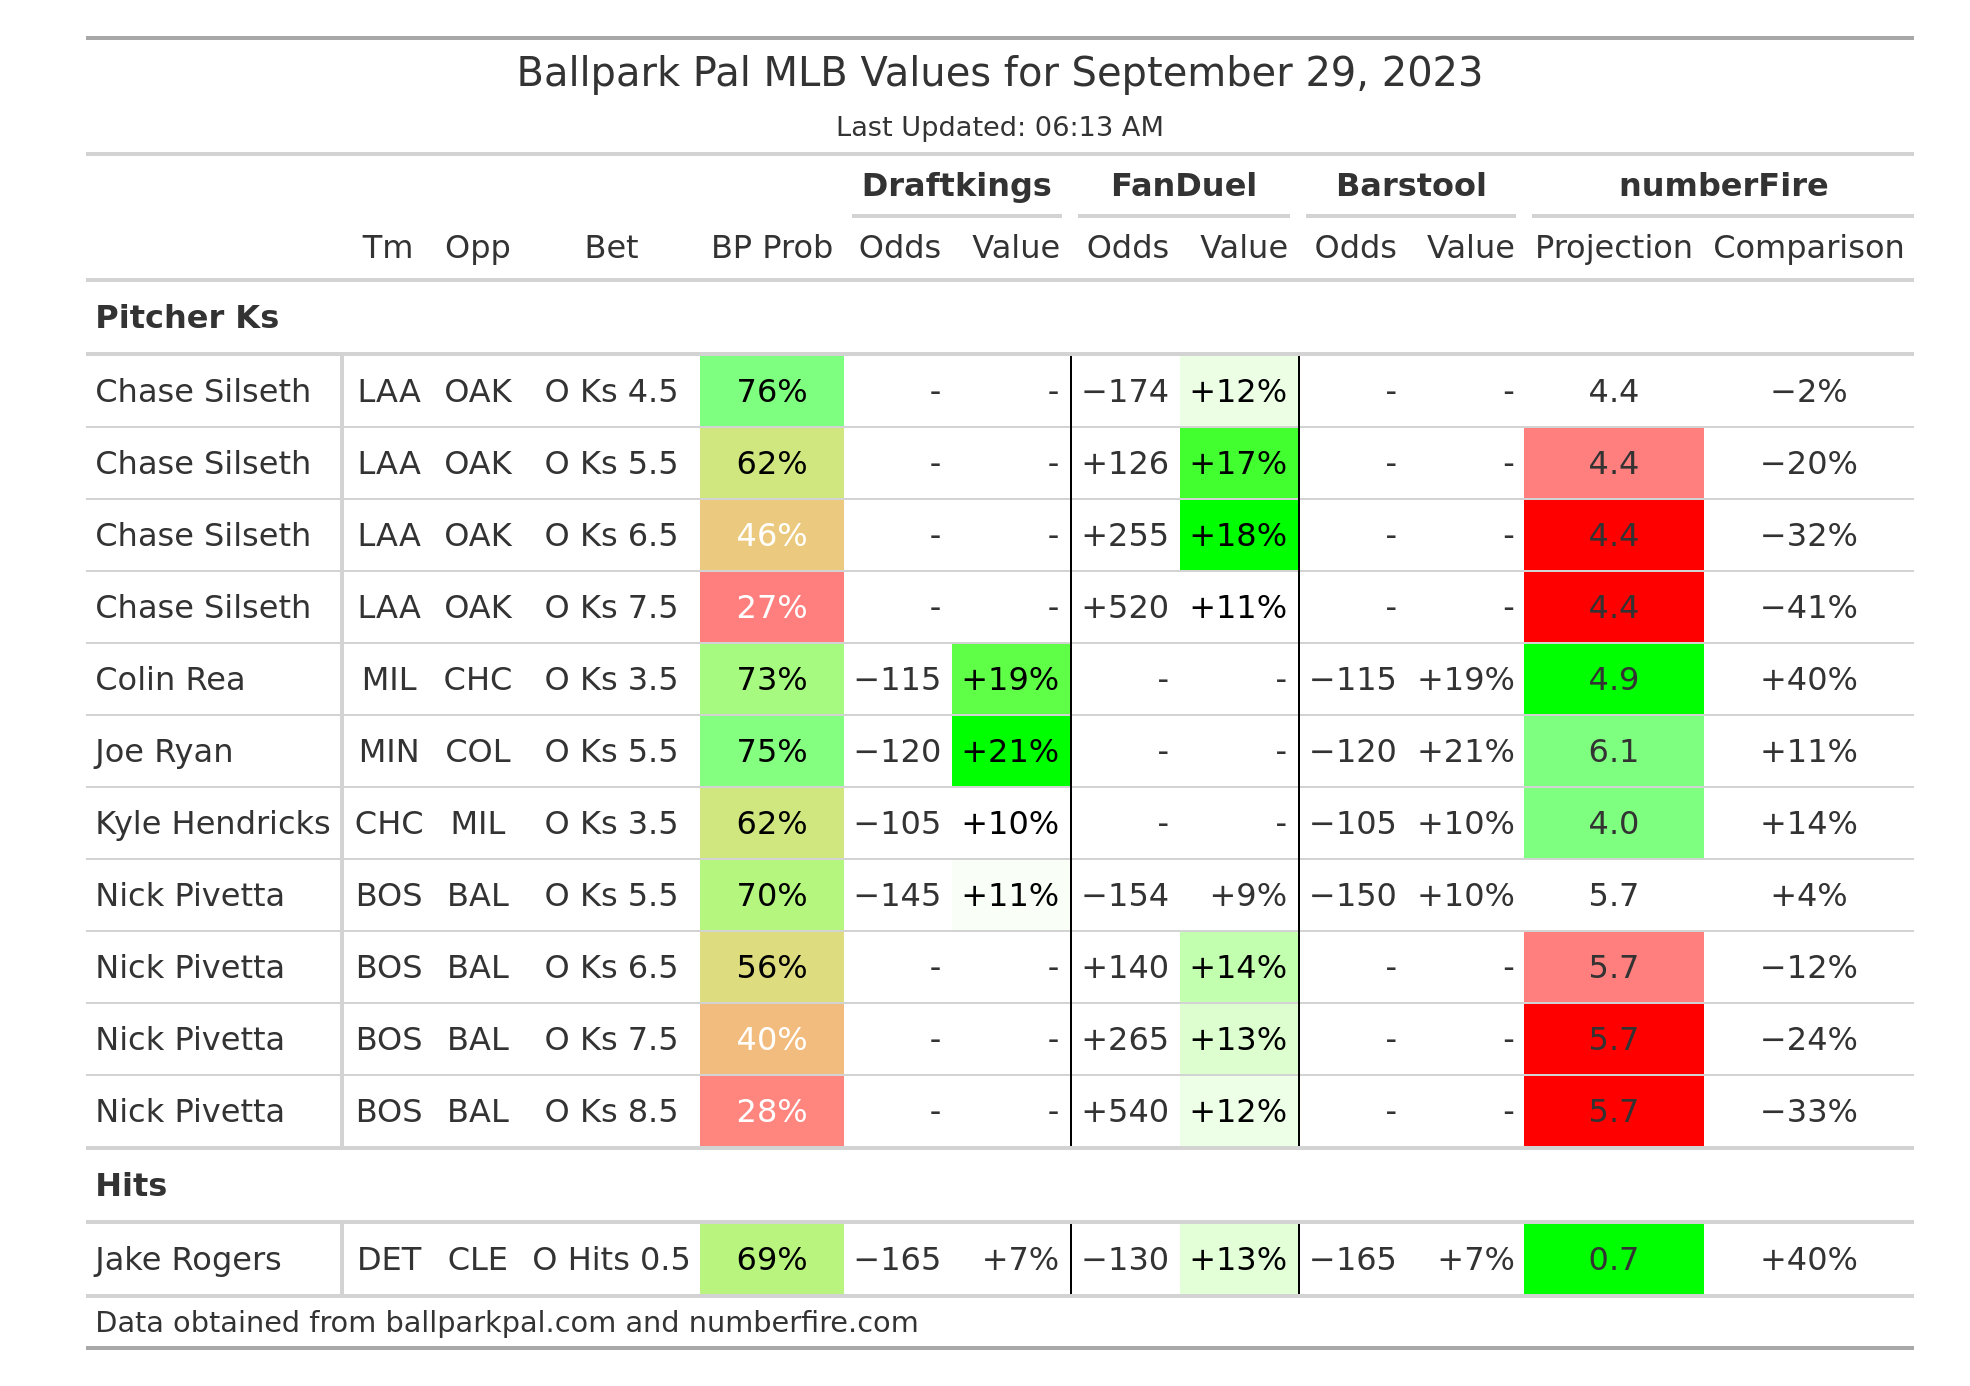 Ballpark Pal MLB Values for September 29, 2023
Last Updated: 06:13 AM
Draftkings FanDuel Barstool numberFire
Tm Opp Bet BP Prob Odds Value Odds Value Odds Value Projection Comparison
Pitcher Ks
Chase Silseth LAA OAK O Ks 4.5 76% - - −174 +12% - - 4.4 −2%
Chase Silseth LAA OAK O Ks 5.5 62% - - +126 +17% - - 4.4 −20%
Chase Silseth LAA OAK O Ks 6.5 46% - - +255 +18% - - 4.4 −32%
Chase Silseth LAA OAK O Ks 7.5 27% - - +520 +11% - - 4.4 −41%
Colin Rea MIL CHC O Ks 3.5 73% −115 +19% - - −115 +19% 4.9 +40%
Joe Ryan MIN COL O Ks 5.5 75% −120 +21% - - −120 +21% 6.1 +11%
Kyle Hendricks CHC MIL O Ks 3.5 62% −105 +10% - - −105 +10% 4.0 +14%
Nick Pivetta BOS BAL O Ks 5.5 70% −145 +11% −154 +9% −150 +10% 5.7 +4%
Nick Pivetta BOS BAL O Ks 6.5 56% - - +140 +14% - - 5.7 −12%
Nick Pivetta BOS BAL O Ks 7.5 40% - - +265 +13% - - 5.7 −24%
Nick Pivetta BOS BAL O Ks 8.5 28% - - +540 +12% - - 5.7 −33%
Hits
Jake Rogers DET CLE O Hits 0.5 69% −165 +7% −130 +13% −165 +7% 0.7 +40%
Data obtained from ballparkpal.com and numberfire.com